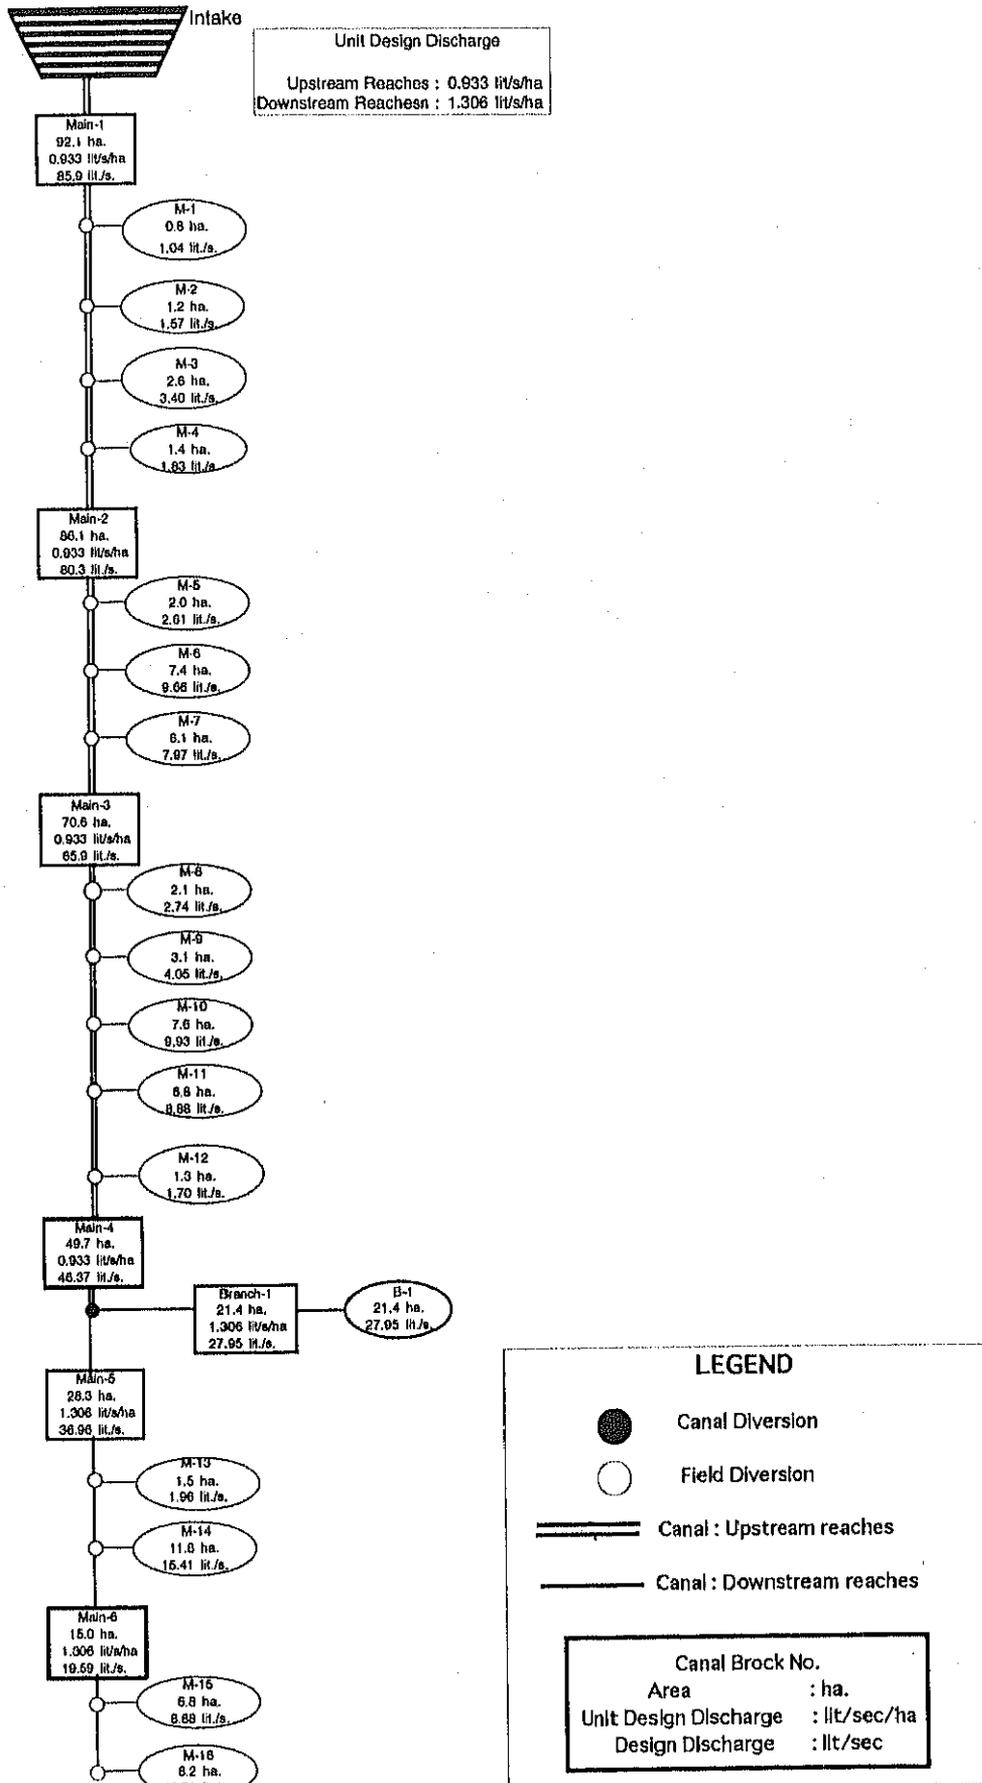 Intake
Unit Design Discharge
Upstream Reaches : 0.933 lit/s/ha
Downstream Reachesn : 1.306 lit/s/ha
Main-1
92.1 ha.
0.933 lit/s/ha
85.9 lit./s.
M-1
0.8 ha.
1.04 lit./s.
M-2
1.2 ha.
1.57 lit./s.
M-3
2.6 ha.
3.40 lit./s.
M-4
1.4 ha.
1.83 lit./s.
Main-2
86.1 ha.
0.933 lit/s/ha
80.3 lit./s.
M-5
2.0 ha.
2.61 lit./s.
M-6
7.4 ha.
9.66 lit./s.
M-7
6.1 ha.
7.97 lit./s.
Main-3
70.6 ha.
0.933 lit/s/ha
65.9 lit./s.
M-8
2.1 ha.
2.74 lit./s.
M-9
3.1 ha.
4.05 lit./s.
M-10
7.6 ha.
9.93 lit./s.
M-11
6.8 ha.
8.88 lit./s.
M-12
1.3 ha.
1.70 lit./s.
Main-4
49.7 ha.
0.933 lit/s/ha
46.37 lit./s.
Branch-1
21.4 ha.
1.306 lit/s/ha
27.95 lit./s.
B-1
21.4 ha.
27.95 lit./s.
Main-5
28.3 ha.
1.306 lit/s/ha
36.96 lit./s.
M-13
1.5 ha.
1.96 lit./s.
M-14
11.8 ha.
15.41 lit./s.
Main-6
15.0 ha.
1.306 lit/s/ha
19.59 lit./s.
M-15
6.8 ha.
8.88 lit./s.
M-16
8.2 ha.
LEGEND
Canal Diversion
Field Diversion
Canal : Upstream reaches
Canal : Downstream reaches
Canal Brock No.
Area : ha.
Unit Design Discharge : lit/sec/ha
Design Discharge : lit/sec